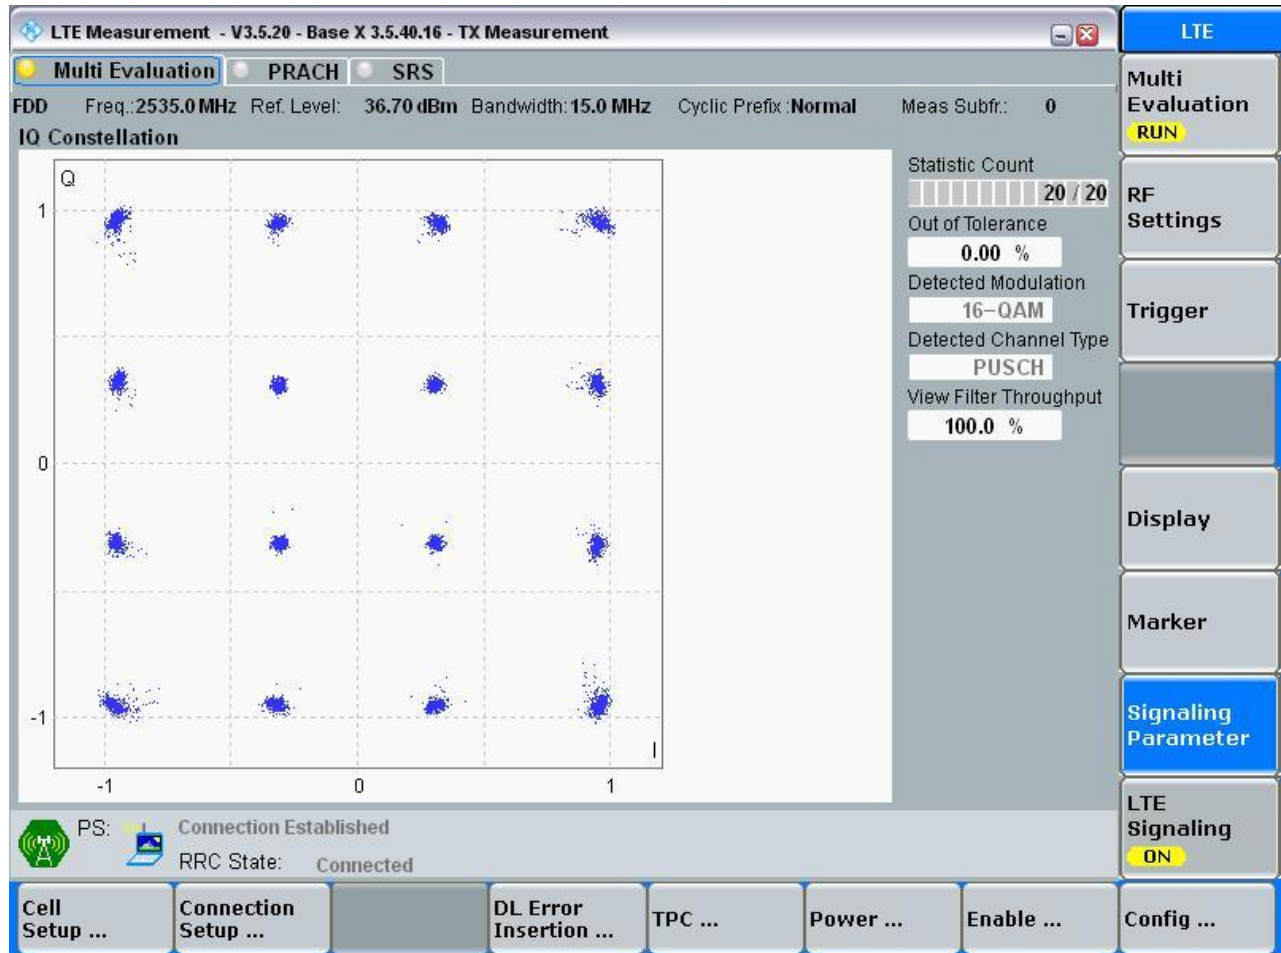 LTE Measurement - V3.5.20 - Base X 3.5.40.16 - TX Measurement
LTE
Multi Evaluation PRACH SRS
Multi
Evaluation
RUN
FDD Freq.:2535.0 MHz Ref. Level: 36.70 dBm Bandwidth:15.0 MHz Cyclic Prefix :Normal Meas Subfr.: 0
IQ Constellation
Q
1
0
-1
I
-1 0 1
Statistic Count
20 / 20
Out of Tolerance
0.00 %
Detected Modulation
16-QAM
Detected Channel Type
PUSCH
View Filter Throughput
100.0 %
RF
Settings
Trigger
Display
Marker
Signaling
Parameter
LTE
Signaling
ON
PS: Connection Established
RRC State: Connected
Cell
Setup ...
Connection
Setup ...
DL Error
Insertion ...
TPC ...
Power ...
Enable ...
Config ...